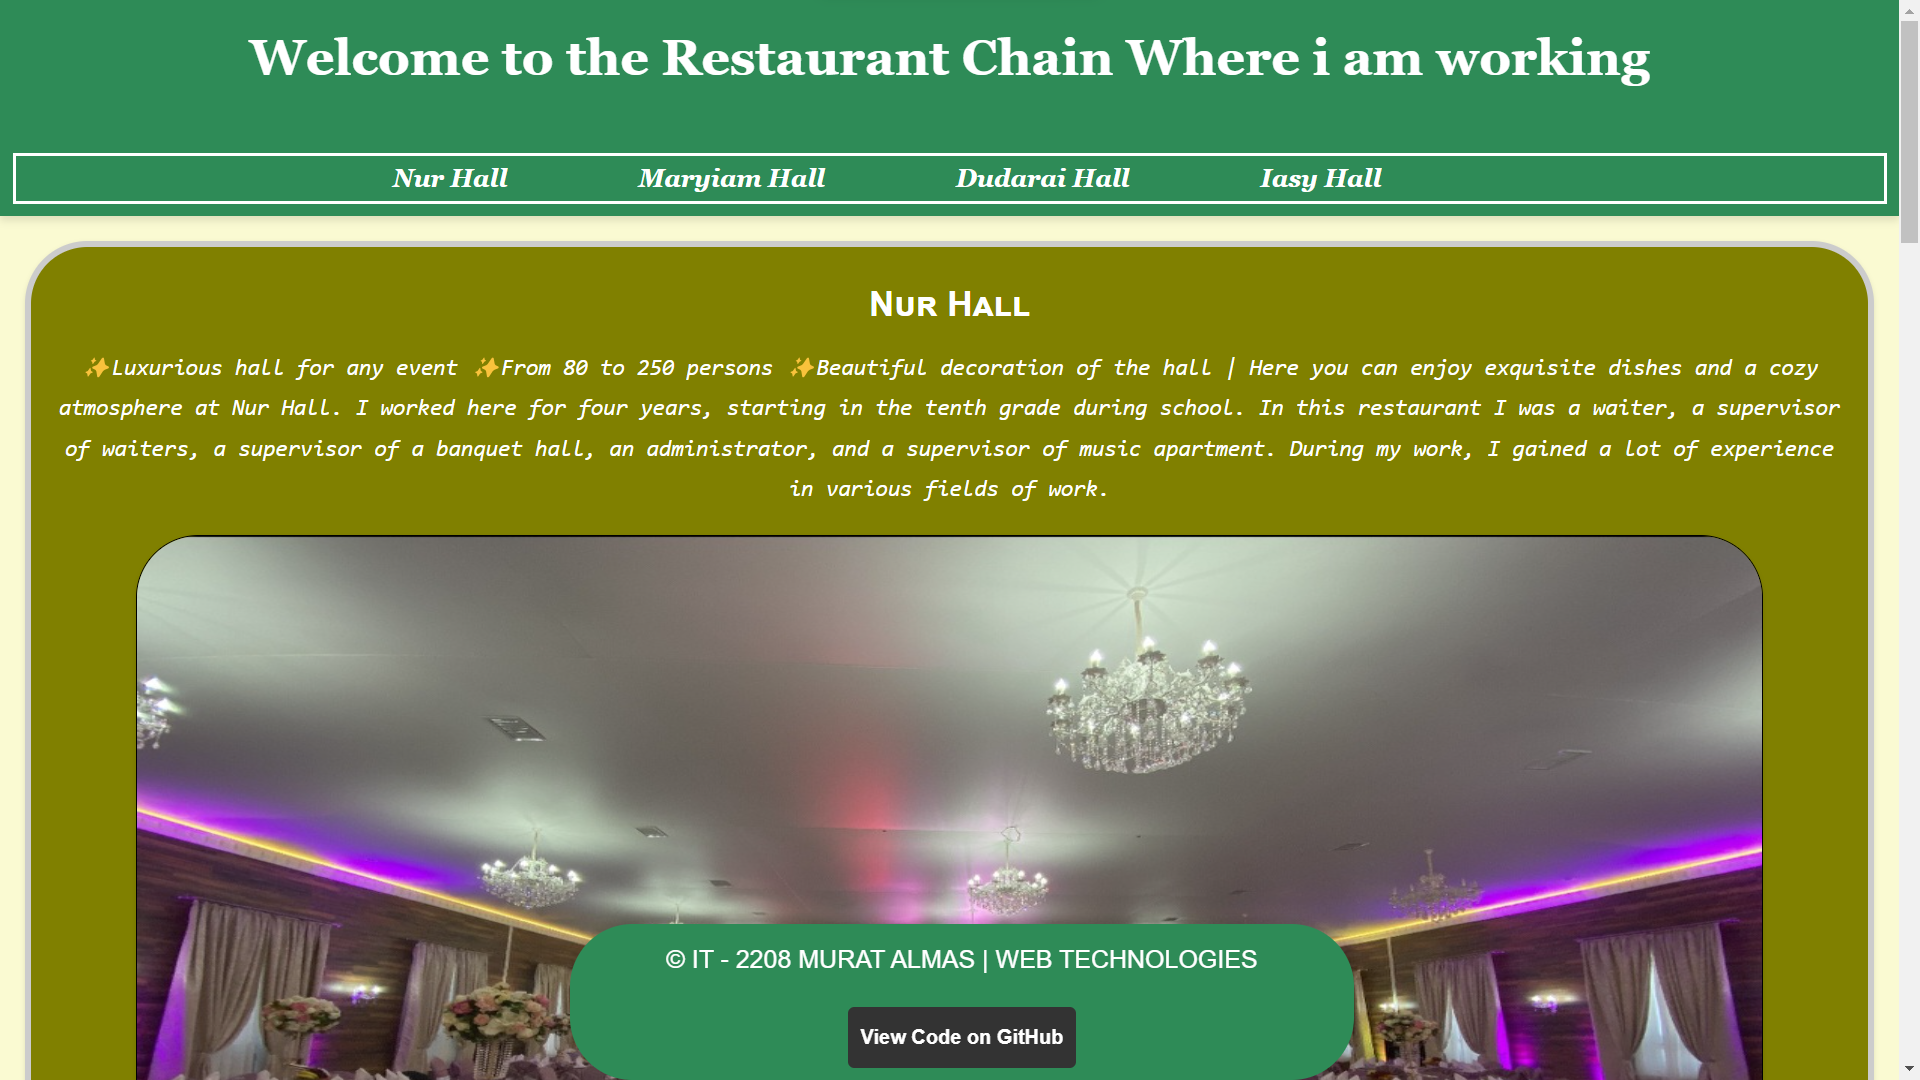 Welcome to the Restaurant Chain Where i am working
Nur Hall Maryiam Hall Dudarai Hall Iasy Hall
Nur Hall
✨Luxurious hall for any event ✨From 80 to 250 persons ✨Beautiful decoration of the hall | Here you can enjoy exquisite dishes and a cozy
atmosphere at Nur Hall. I worked here for four years, starting in the tenth grade during school. In this restaurant I was a waiter, a supervisor
of waiters, a supervisor of a banquet hall, an administrator, and a supervisor of music apartment. During my work, I gained a lot of experience
in various fields of work.
© IT - 2208 MURAT ALMAS | WEB TECHNOLOGIES
View Code on GitHub